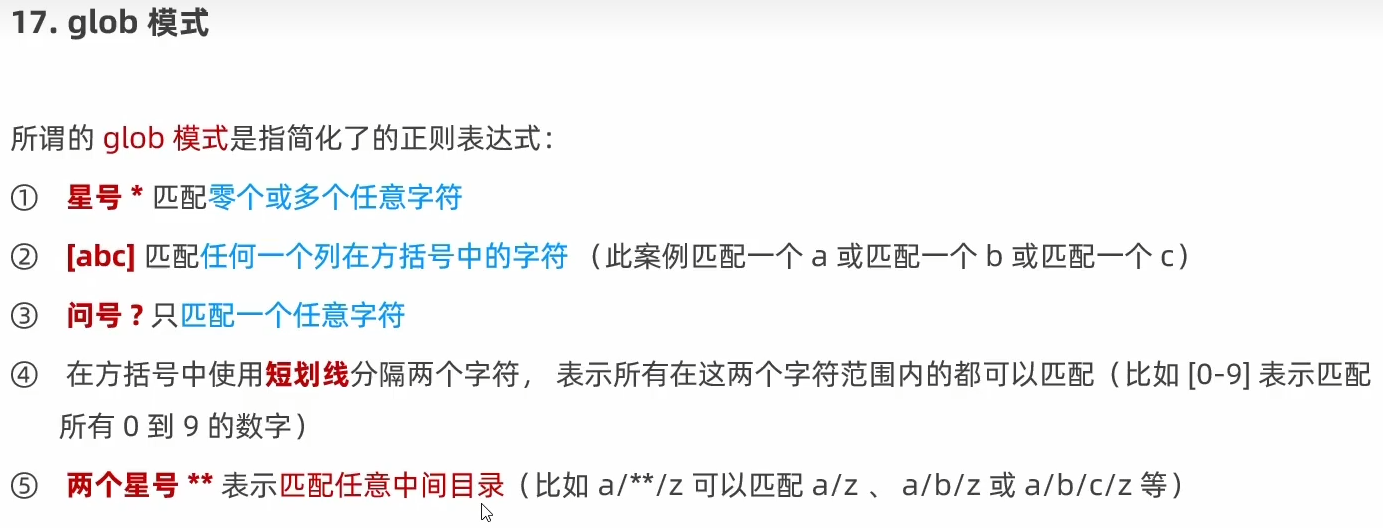 17. glob 模式
所谓的 glob 模式是指简化了的正则表达式：
① 星号 * 匹配零个或多个任意字符
② [abc] 匹配任何一个列在方括号中的字符 （此案例匹配一个 a 或匹配一个 b 或匹配一个 c）
③ 问号 ? 只匹配一个任意字符
④ 在方括号中使用短划线分隔两个字符， 表示所有在这两个字符范围内的都可以匹配（比如 [0-9] 表示匹配
所有 0 到 9 的数字）
⑤ 两个星号 ** 表示匹配任意中间目录（比如 a/**/z 可以匹配 a/z 、 a/b/z 或 a/b/c/z 等）